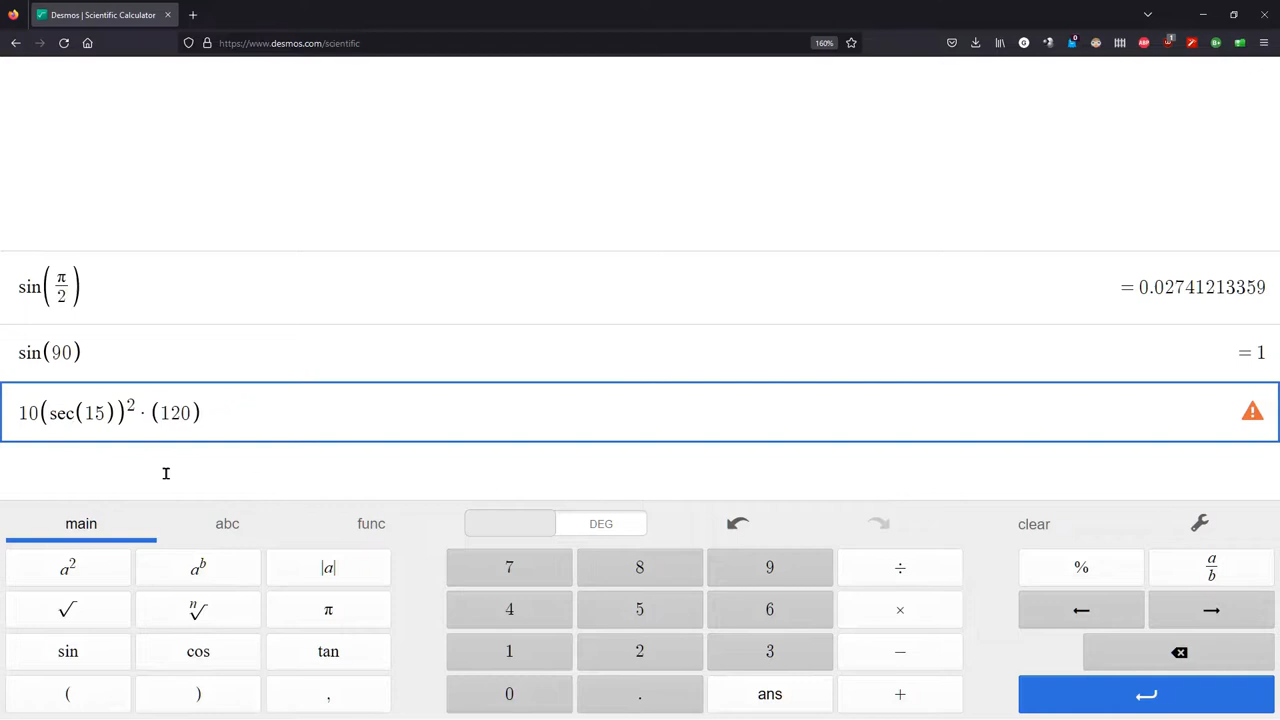 Desmos | Scientific Calculator
https://www.desmos.com/scientific
160%
sin(π/2)
= 0.02741213359
sin(90)
= 1
10(sec(15))² · (120)
main abc func DEG clear
a² aᵇ |a| 7 8 9 ÷ % a/b
√ ⁿ√ π 4 5 6 × ← →
sin cos tan 1 2 3 −
( ) , 0 . ans +